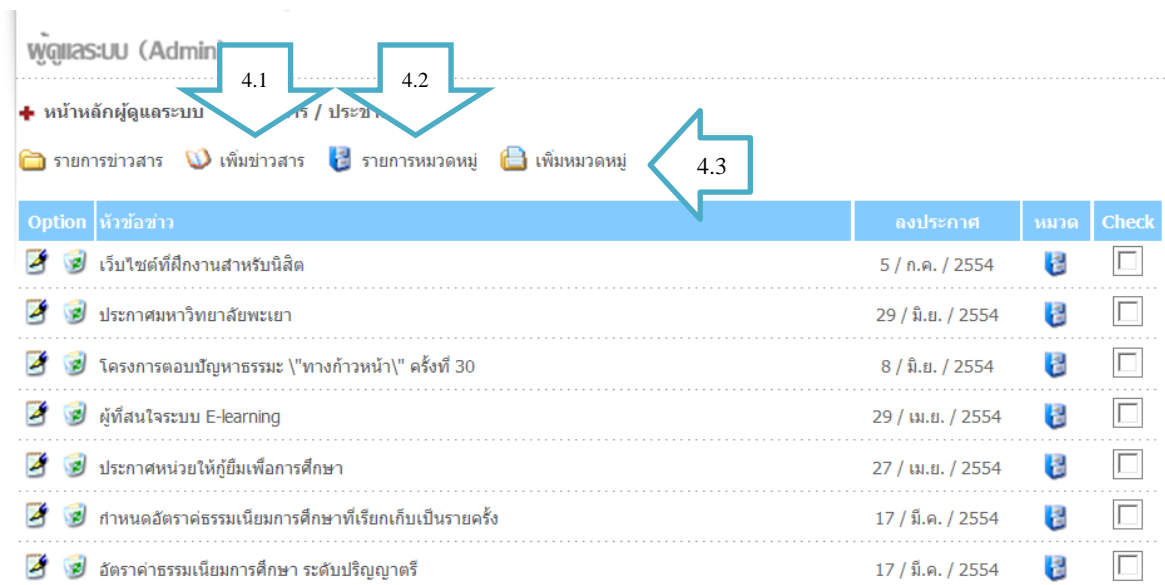 ผู้ดูแลระบบ (Admin
4.1 4.2
หน้าหลักผู้ดูแลระบบ / ประชา
รายการข่าวสาร เพิ่มข่าวสาร รายการหมวดหมู่ เพิ่มหมวดหมู่ 4.3
Option หัวข้อข่าว ลงประกาศ หมวด Check
เว็บไซต์ที่ฝึกงานสำหรับนิสิต 5 / ก.ค. / 2554
ประกาศมหาวิทยาลัยพะเยา 29 / มิ.ย. / 2554
โครงการตอบปัญหาธรรมะ \"ทางก้าวหน้า\" ครั้งที่ 30 8 / มิ.ย. / 2554
ผู้ที่สนใจระบบ E-learning 29 / เม.ย. / 2554
ประกาศหน่วยให้กู้ยืมเพื่อการศึกษา 27 / เม.ย. / 2554
กำหนดอัตราค่ธรรมเนียมการศึกษาที่เรียกเก็บเป็นรายครั้ง 17 / มี.ค. / 2554
อัตราค่าธรรมเนียมการศึกษา ระดับปริญญาตรี 17 / มี.ค. / 2554